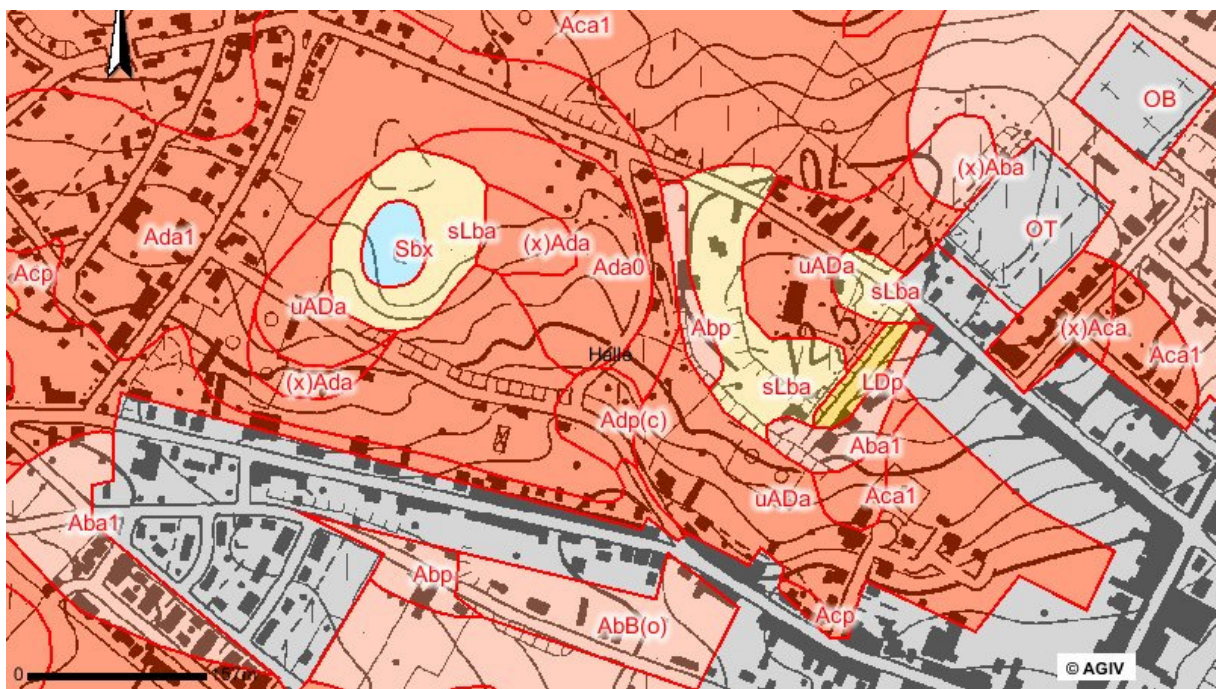 Aca1
OB
(x)Aba
OT
Ada1
Sbx
sLba
(x)Ada
Ada0
uADa
sLba
Acp
uADa
Abp
(x)Aca
Aca1
Halle
(x)Ada
sLba
LDp
Adp(c)
Aba1
uADa
Aca1
Aba1
Abp
AbB(o)
Acp
0
© AGIV